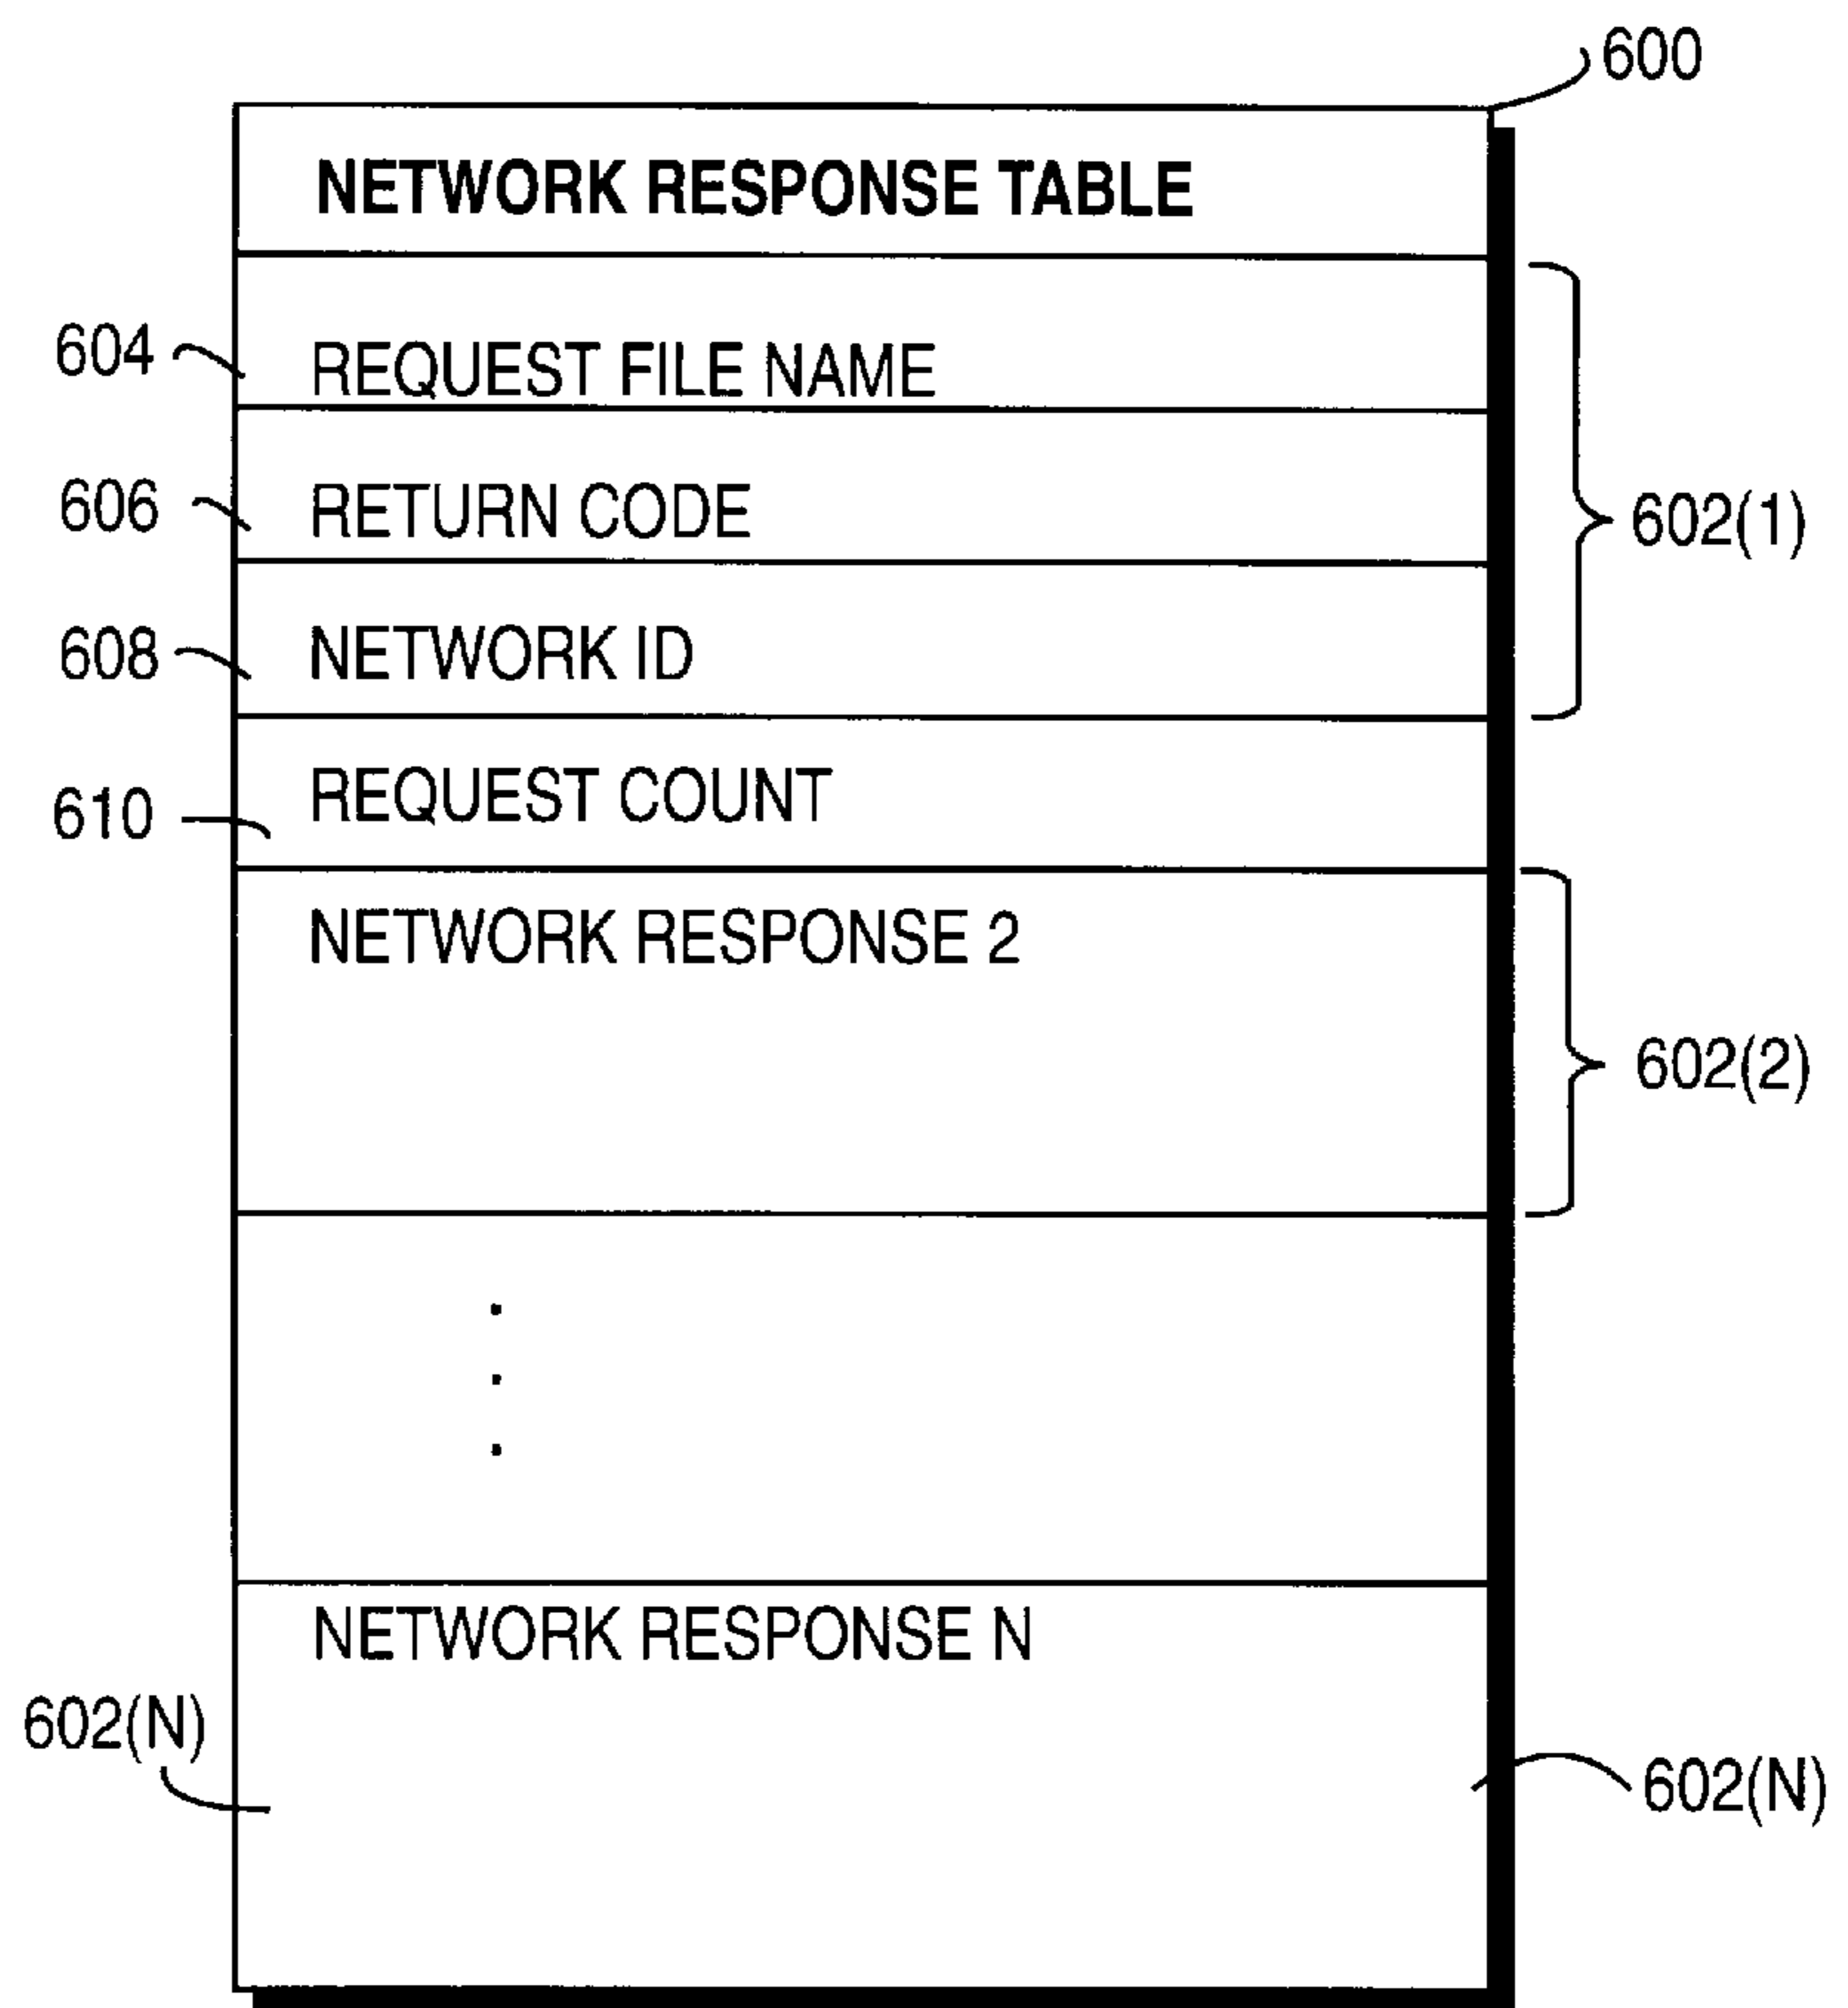 600
NETWORK RESPONSE TABLE
604 REQUEST FILE NAME
606 RETURN CODE
602(1)
608 NETWORK ID
610 REQUEST COUNT
NETWORK RESPONSE 2
602(2)
NETWORK RESPONSE N
602(N)
602(N)